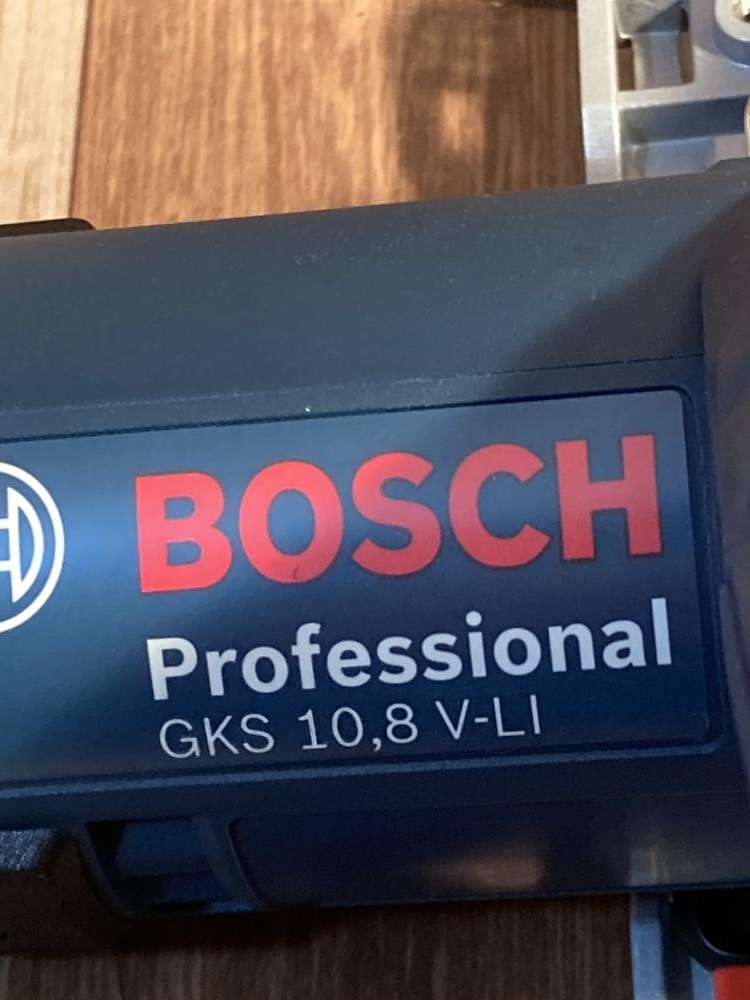 BOSCH
Professional
GKS 10,8 V-LI